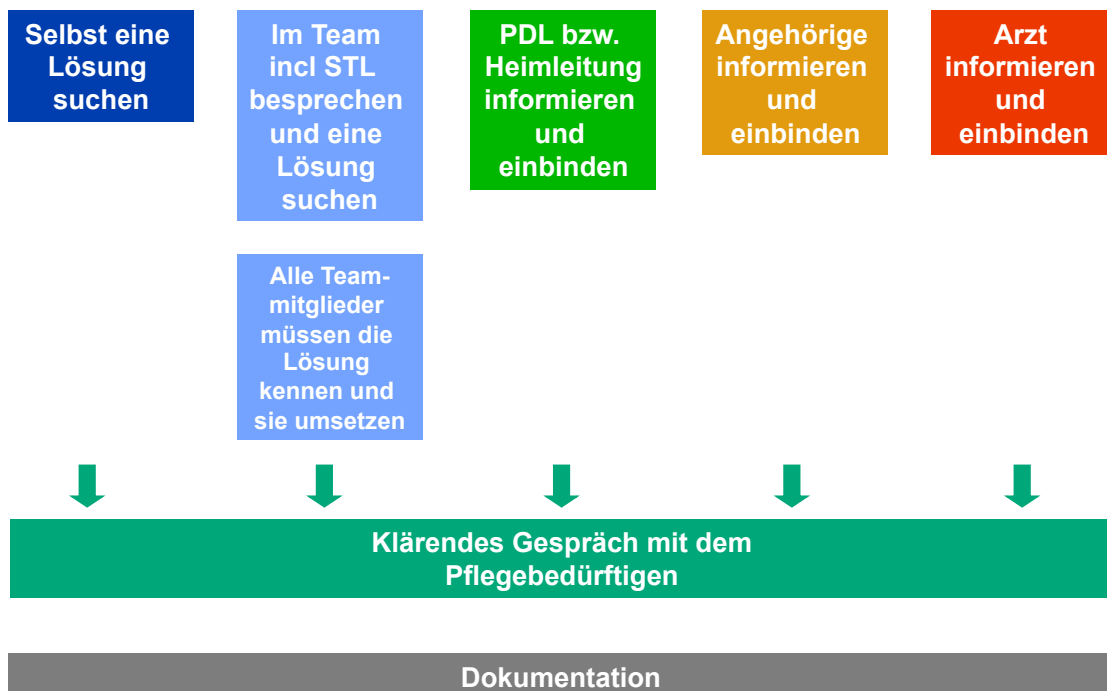 Selbst eine
Lösung
suchen
Im Team
incl STL
besprechen
und eine
Lösung
suchen
Alle Team-
mitglieder
müssen die
Lösung
kennen und
sie umsetzen
PDL bzw.
Heimleitung
informieren
und
einbinden
Angehörige
informieren
und
einbinden
Arzt
informieren
und
einbinden
Klärendes Gespräch mit dem
Pflegebedürftigen
Dokumentation